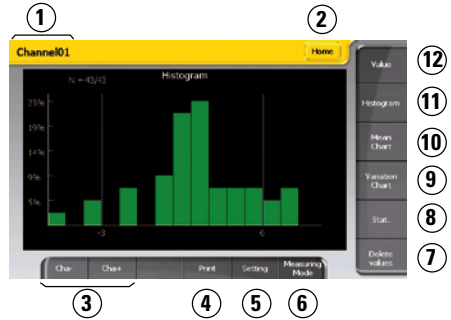 1
2
Channel01
Home
Histogram
N = 43/43
23%
19%
14%
9%
5%
-3
6
Value
12
Histogram
11
Mean
Chart
10
Variation
Chart
9
Stat.
8
Delete
values
7
Cha-
Cha+
Print
Setting
Measuring
Mode
3
4
5
6